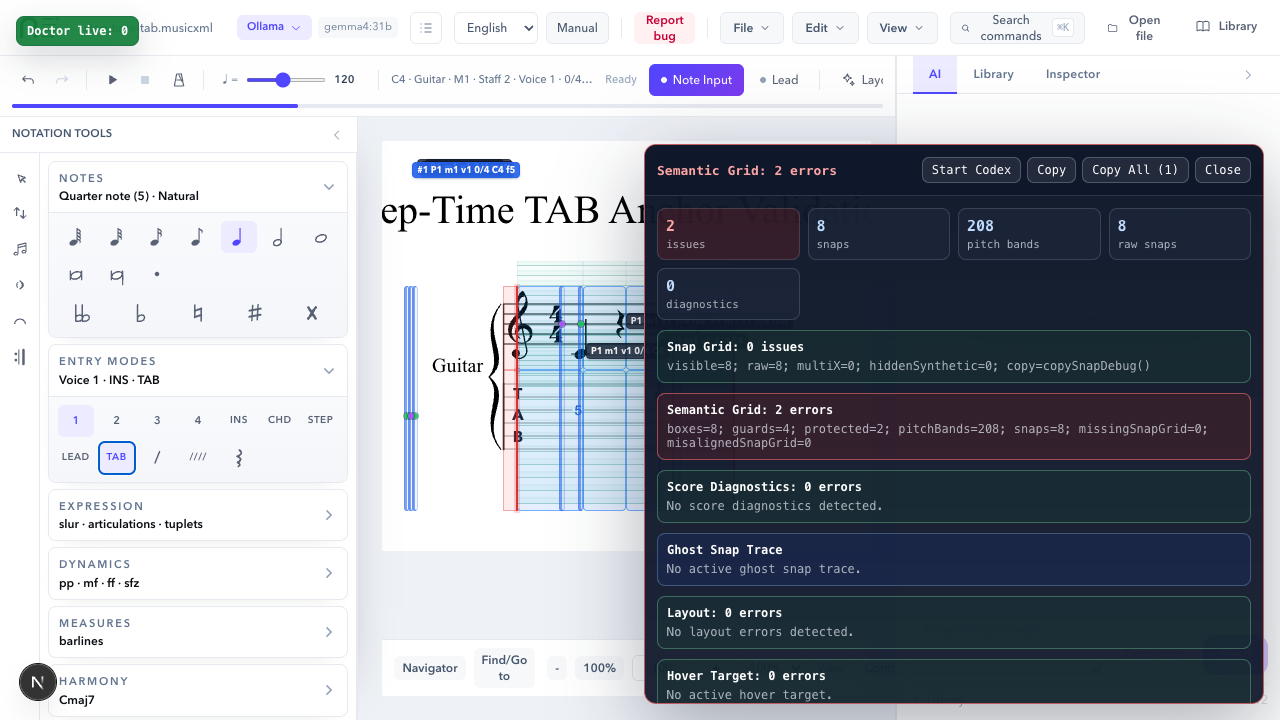 Doctor live: 0
tab.musicxml
Ollama
gemma4:31b
English
Manual
Report bug
File
Edit
View
Search commands
⌘K
Open file
Library
♩ =
120
C4 · Guitar · M1 · Staff 2 · Voice 1 · 0/4...
Ready
Note Input
Lead
AI
Library
Inspector
NOTATION TOOLS
NOTES
Quarter note (5) · Natural
ENTRY MODES
Voice 1 · INS · TAB
1
2
3
4
INS
CHD
STEP
LEAD
TAB
/
////
EXPRESSION
slur · articulations · tuplets
DYNAMICS
pp · mf · ff · sfz
MEASURES
barlines
HARMONY
Cmaj7
N
#1 P1 m1 v1 0/4 C4 f5
ep-Time TAB Anchor Validati
Guitar
4
4
P1
P1 m1 v1 0/
T
A
B
5
Navigator
Find/Go to
-
100%
Semantic Grid: 2 errors
Start Codex
Copy
Copy All (1)
Close
2
issues
8
snaps
208
pitch bands
8
raw snaps
0
diagnostics
Snap Grid: 0 issues
visible=8; raw=8; multiX=0; hiddenSynthetic=0; copy=copySnapDebug()
Semantic Grid: 2 errors
boxes=8; guards=4; protected=2; pitchBands=208; snaps=8; missingSnapGrid=0;
misalignedSnapGrid=0
Score Diagnostics: 0 errors
No score diagnostics detected.
Ghost Snap Trace
No active ghost snap trace.
Layout: 0 errors
No layout errors detected.
Hover Target: 0 errors
No active hover target.